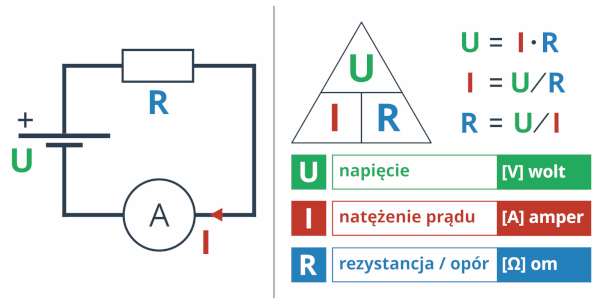 R
+
U
A
I
U
I R
U = I · R
I = U/R
R = U/I
U napięcie [V] wolt
I natężenie prądu [A] amper
R rezystancja / opór [Ω] om